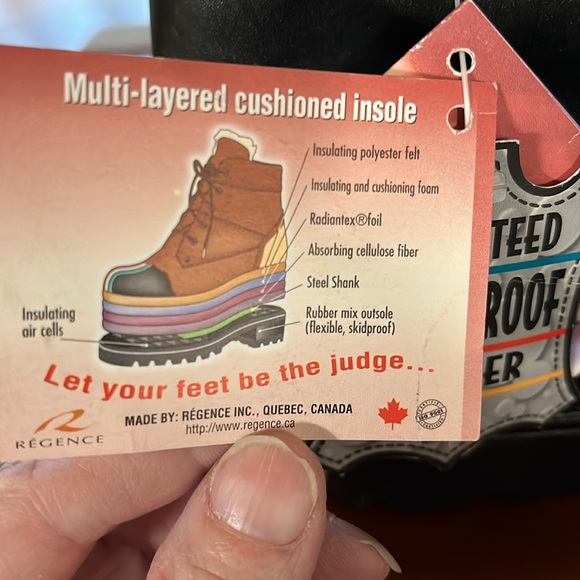 Multi-layered cushioned insole
Insulating polyester felt
Insulating and cushioning foam
Radiantex®foil
Absorbing cellulose fiber
Steel Shank
Insulating
air cells
Rubber mix outsole
(flexible, skidproof)
Let your feet be the judge...
MADE BY: RÉGENCE INC., QUEBEC, CANADA
http://www.regence.ca
RÉGENCE
TEED
ROOF
ER